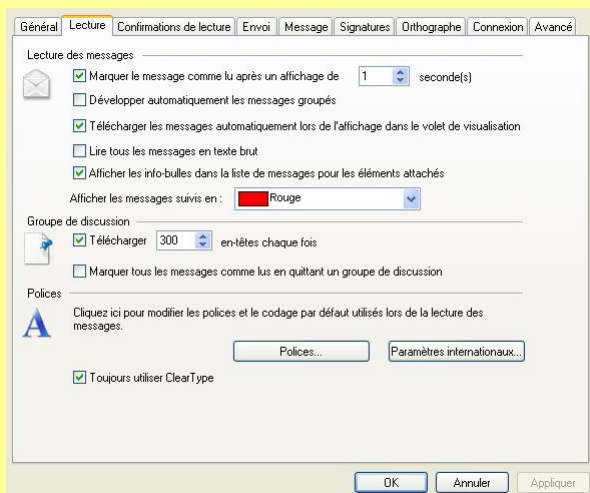 Général Lecture Confirmations de lecture Envoi Message Signatures Orthographe Connexion Avancé
Lecture des messages
Marquer le message comme lu après un affichage de 1 seconde(s)
Développer automatiquement les messages groupés
Télécharger les messages automatiquement lors de l'affichage dans le volet de visualisation
Lire tous les messages en texte brut
Afficher les info-bulles dans la liste de messages pour les éléments attachés
Afficher les messages suivis en : Rouge
Groupe de discussion
Télécharger 300 en-têtes chaque fois
Marquer tous les messages comme lus en quittant un groupe de discussion
Polices
Cliquez ici pour modifier les polices et le codage par défaut utilisés lors de la lecture des
messages.
Polices... Paramètres internationaux...
Toujours utiliser ClearType
OK Annuler Appliquer